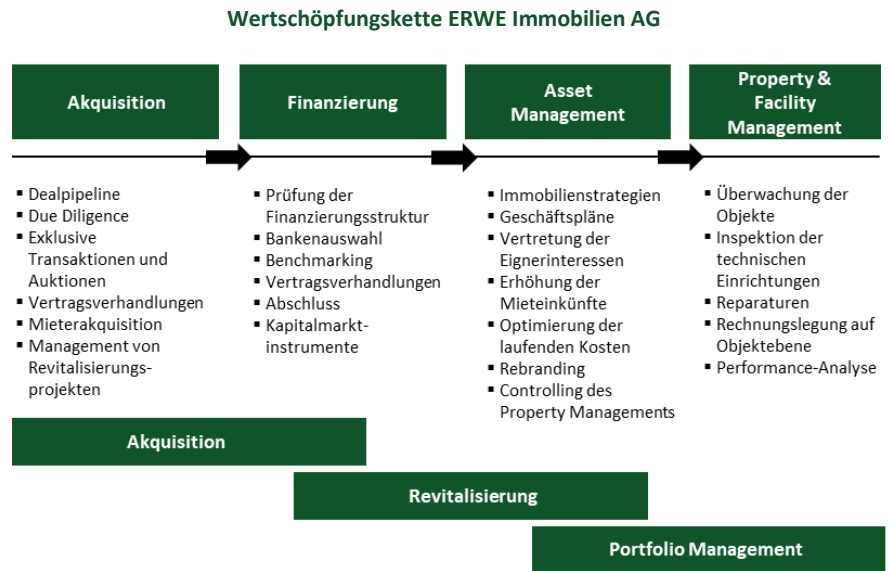 Wertschöpfungskette ERWE Immobilien AG
Akquisition
Finanzierung
Asset
Management
Property &
Facility
Management
▪ Dealpipeline
▪ Due Diligence
▪ Exklusive
Transaktionen und
Auktionen
▪ Vertragsverhandlungen
▪ Mieterakquisition
▪ Management von
Revitalisierungs-
projekten
▪ Prüfung der
Finanzierungsstruktur
▪ Bankenauswahl
▪ Benchmarking
▪ Vertragsverhandlungen
▪ Abschluss
▪ Kapitalmarkt-
instrumente
▪ Immobilienstrategien
▪ Geschäftspläne
▪ Vertretung der
Eignerinteressen
▪ Erhöhung der
Mieteinkünfte
▪ Optimierung der
laufenden Kosten
▪ Rebranding
▪ Controlling des
Property Managements
▪ Überwachung der
Objekte
▪ Inspektion der
technischen
Einrichtungen
▪ Reparaturen
▪ Rechnungslegung auf
Objektebene
▪ Performance-Analyse
Akquisition
Revitalisierung
Portfolio Management